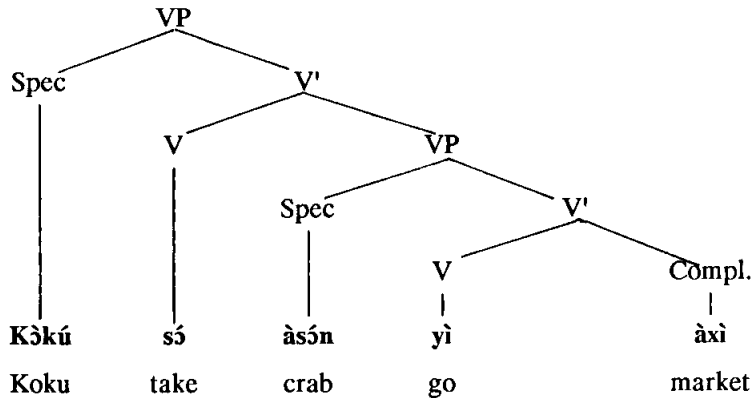 VP
Spec V'
V VP
Spec V'
V Compl.
Kɔ̀kú sɔ́ àsɔ́n yì àxì
Koku take crab go market